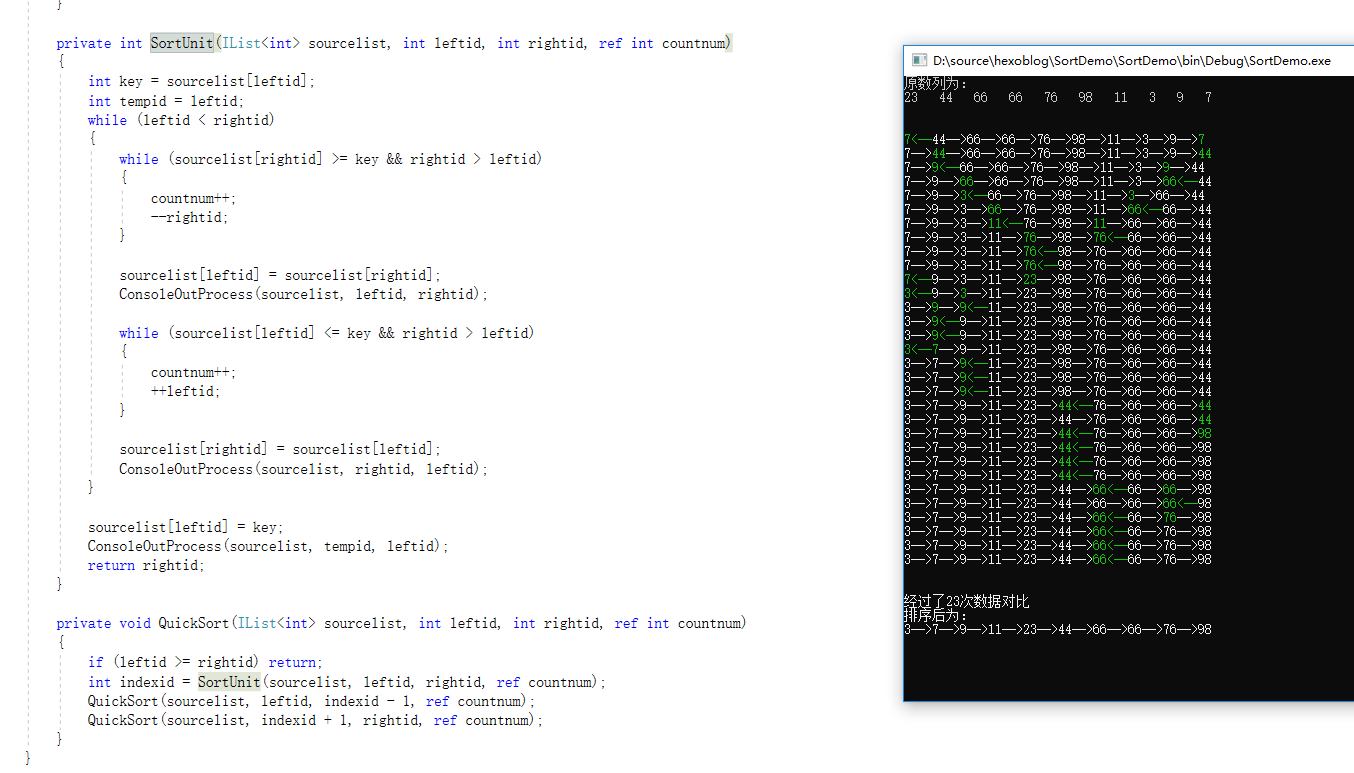 }
private int SortUnit(IList<int> sourcelist, int leftid, int rightid, ref int countnum)
{
int key = sourcelist[leftid];
int tempid = leftid;
while (leftid < rightid)
{
while (sourcelist[rightid] >= key && rightid > leftid)
{
countnum++;
--rightid;
}
sourcelist[leftid] = sourcelist[rightid];
ConsoleOutProcess(sourcelist, leftid, rightid);
while (sourcelist[leftid] <= key && rightid > leftid)
{
countnum++;
++leftid;
}
sourcelist[rightid] = sourcelist[leftid];
ConsoleOutProcess(sourcelist, rightid, leftid);
}
sourcelist[leftid] = key;
ConsoleOutProcess(sourcelist, tempid, leftid);
return rightid;
}
private void QuickSort(IList<int> sourcelist, int leftid, int rightid, ref int countnum)
{
if (leftid >= rightid) return;
int indexid = SortUnit(sourcelist, leftid, rightid, ref countnum);
QuickSort(sourcelist, leftid, indexid - 1, ref countnum);
QuickSort(sourcelist, indexid + 1, rightid, ref countnum);
}
}
D:\source\hexoblog\SortDemo\SortDemo\bin\Debug\SortDemo.exe
原数列为:
23 44 66 66 76 98 11 3 9 7
7<—44—>66—>66—>76—>98—>11—>3—>9—>7
7—>44—>66—>66—>76—>98—>11—>3—>9—>44
7—>9<—66—>66—>76—>98—>11—>3—>9—>44
7—>9—>66—>66—>76—>98—>11—>3—>66<—44
7—>9—>3<—66—>76—>98—>11—>3—>66—>44
7—>9—>3—>66—>76—>98—>11—>66<—66—>44
7—>9—>3—>11<—76—>98—>11—>66—>66—>44
7—>9—>3—>11—>76—>98—>76<—66—>66—>44
7—>9—>3—>11—>76<—98—>76—>66—>66—>44
7—>9—>3—>11—>76<—98—>76—>66—>66—>44
7<—9—>3—>11—>23—>98—>76—>66—>66—>44
3<—9—>3—>11—>23—>98—>76—>66—>66—>44
3—>9—>9<—11—>23—>98—>76—>66—>66—>44
3—>9<—9—>11—>23—>98—>76—>66—>66—>44
3—>9<—9—>11—>23—>98—>76—>66—>66—>44
3<—7—>9—>11—>23—>98—>76—>66—>66—>44
3—>7—>9<—11—>23—>98—>76—>66—>66—>44
3—>7—>9<—11—>23—>98—>76—>66—>66—>44
3—>7—>9<—11—>23—>98—>76—>66—>66—>44
3—>7—>9—>11—>23—>44<—76—>66—>66—>44
3—>7—>9—>11—>23—>44—>76—>66—>66—>44
3—>7—>9—>11—>23—>44<—76—>66—>66—>98
3—>7—>9—>11—>23—>44<—76—>66—>66—>98
3—>7—>9—>11—>23—>44<—76—>66—>66—>98
3—>7—>9—>11—>23—>44<—76—>66—>66—>98
3—>7—>9—>11—>23—>44—>66<—66—>66—>98
3—>7—>9—>11—>23—>44—>66—>66—>66<—98
3—>7—>9—>11—>23—>44—>66<—66—>76—>98
3—>7—>9—>11—>23—>44—>66<—66—>76—>98
3—>7—>9—>11—>23—>44—>66<—66—>76—>98
3—>7—>9—>11—>23—>44—>66<—66—>76—>98
经过了23次数据对比
排序后为:
3—>7—>9—>11—>23—>44—>66—>66—>76—>98